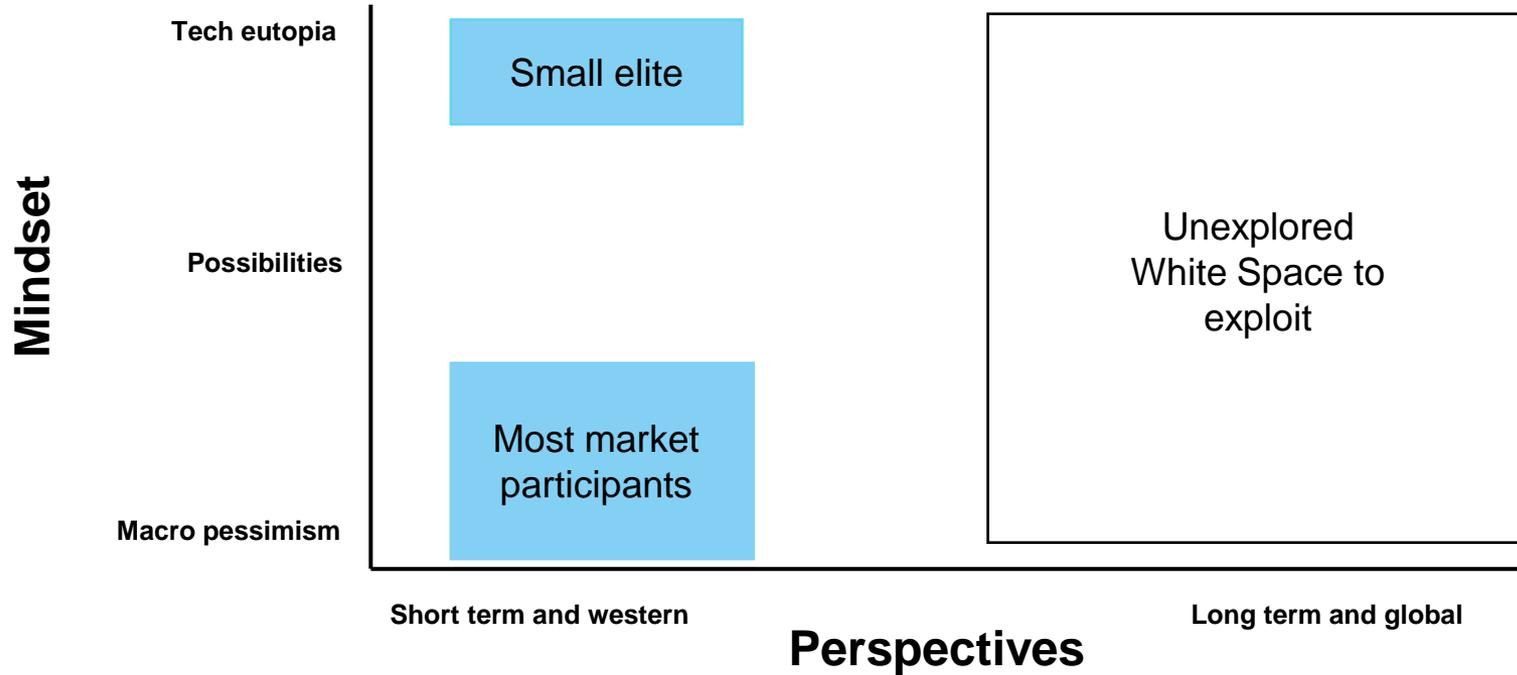 Tech eutopia
Small elite
Mindset
Possibilities
Unexplored
White Space to
exploit
Most market
participants
Macro pessimism
Short term and western
Long term and global
Perspectives